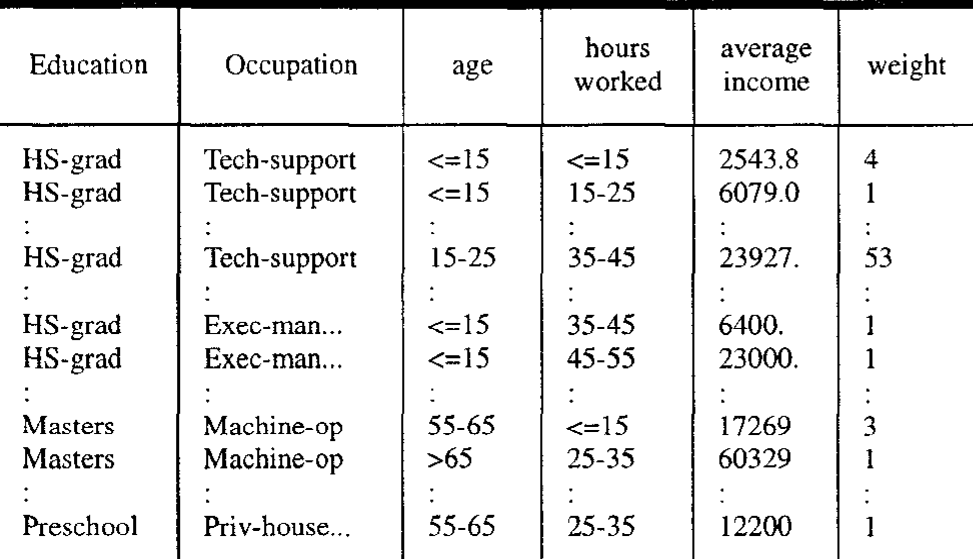 Education Occupation age hours worked average income weight
HS-grad Tech-support <=15 <=15 2543.8 4
HS-grad Tech-support <=15 15-25 6079.0 1
: : : : : :
HS-grad Tech-support 15-25 35-45 23927. 53
: : : : : :
HS-grad Exec-man... <=15 35-45 6400. 1
HS-grad Exec-man... <=15 45-55 23000. 1
: : : : : :
Masters Machine-op 55-65 <=15 17269 3
Masters Machine-op >65 25-35 60329 1
: : : : : :
Preschool Priv-house... 55-65 25-35 12200 1